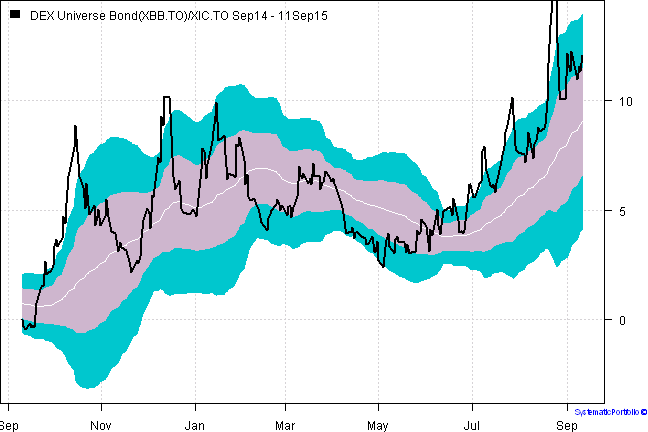 DEX Universe Bond(XBB.TO)/XIC.TO Sep14 - 11Sep15
10
5
0
Sep Nov Jan Mar May Jul Sep
SystematicPortfolio ©